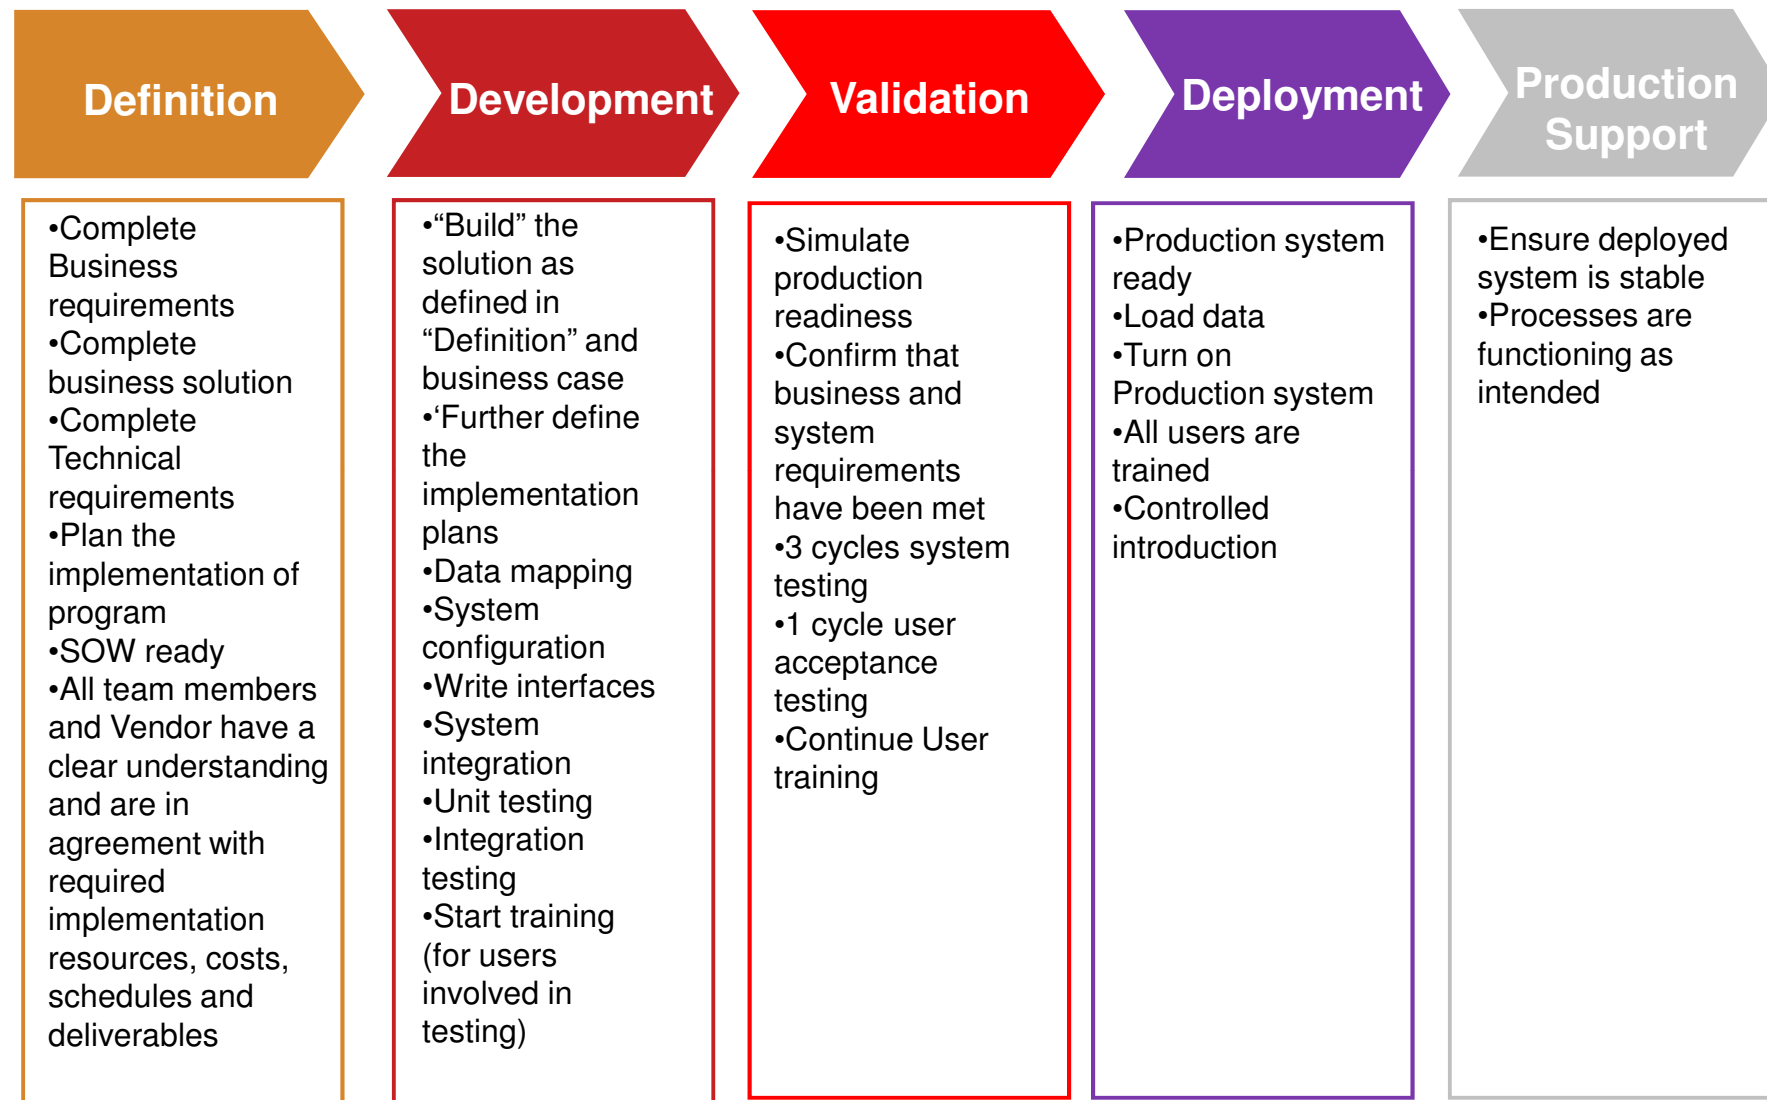 Definition
Development
Validation
Deployment
Production
Support
•Complete
Business
requirements
•Complete
business solution
•Complete
Technical
requirements
•Plan the
implementation of
program
•SOW ready
•All team members
and Vendor have a
clear understanding
and are in
agreement with
required
implementation
resources, costs,
schedules and
deliverables
•“Build” the
solution as
defined in
“Definition” and
business case
•‘Further define
the
implementation
plans
•Data mapping
•System
configuration
•Write interfaces
•System
integration
•Unit testing
•Integration
testing
•Start training
(for users
involved in
testing)
•Simulate
production
readiness
•Confirm that
business and
system
requirements
have been met
•3 cycles system
testing
•1 cycle user
acceptance
testing
•Continue User
training
•Production system
ready
•Load data
•Turn on
Production system
•All users are
trained
•Controlled
introduction
•Ensure deployed
system is stable
•Processes are
functioning as
intended